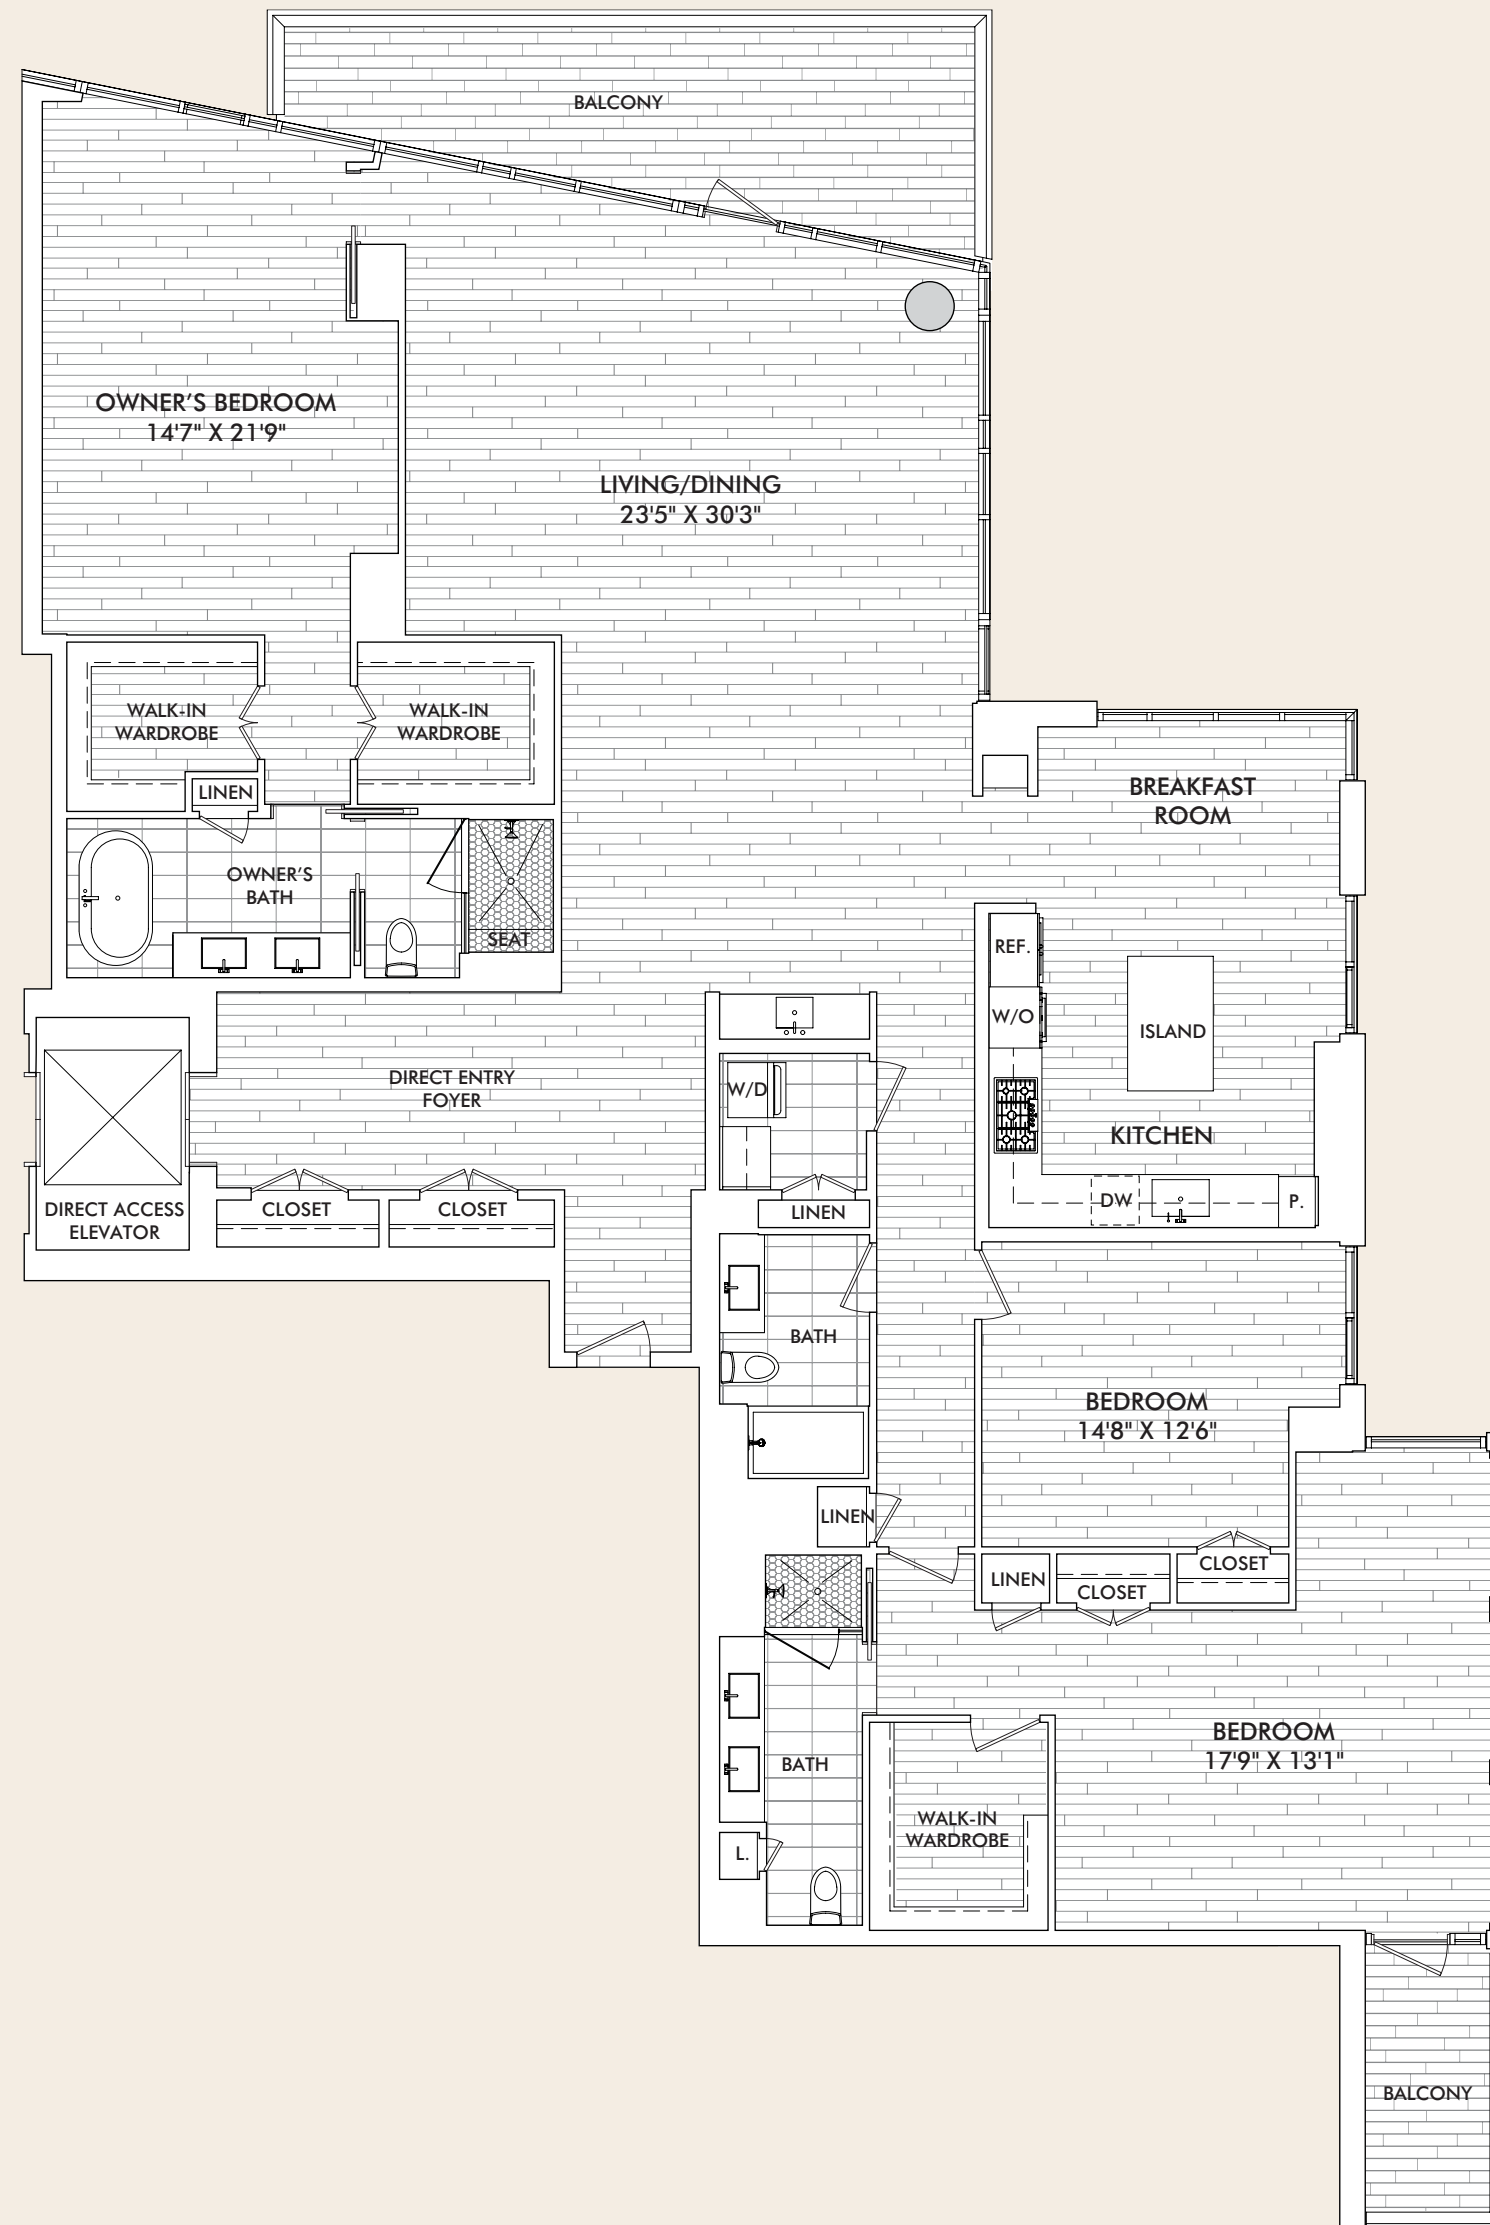 BALCONY
OWNER'S BEDROOM
14'7" X 21'9"
LIVING/DINING
23'5" X 30'3"
WALK-IN
WARDROBE
WALK-IN
WARDROBE
LINEN
BREAKFAST
ROOM
OWNER'S
BATH
SEAT
REF.
W/O
ISLAND
DIRECT ENTRY
FOYER
W/D
KITCHEN
DIRECT ACCESS
ELEVATOR
CLOSET
CLOSET
LINEN
DW
P.
BATH
BEDROOM
14'8" X 12'6"
LINEN
LINEN
CLOSET
CLOSET
BEDROOM
17'9" X 13'1"
BATH
WALK-IN
WARDROBE
L.
BALCONY